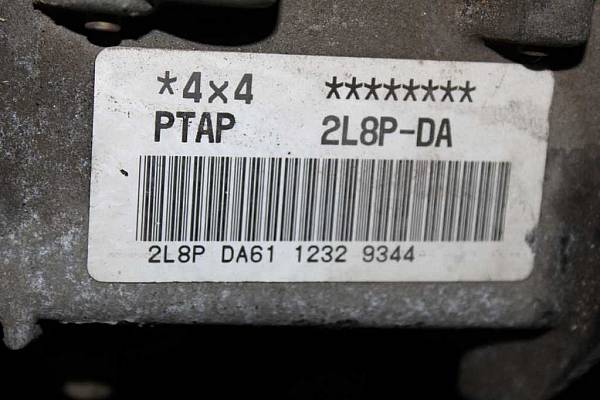 *4x4 ********
PTAP 2L8P-DA
2L8P DA61 1232 9344